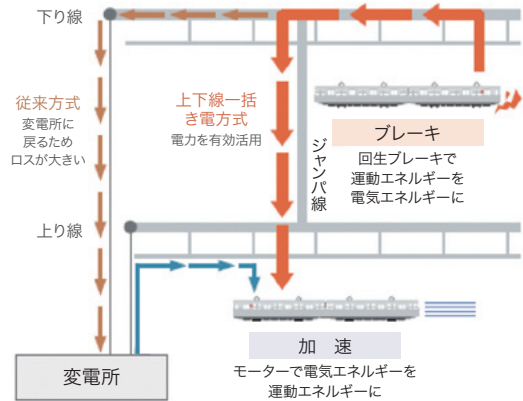 下り線
従来方式
変電所に
戻るため
ロスが大きい
上下線一括
き電方式
電力を有効活用
ジャンパ線
ブレーキ
回生ブレーキで
運動エネルギーを
電気エネルギーに
上り線
加 速
モーターで電気エネルギーを
運動エネルギーに
変電所